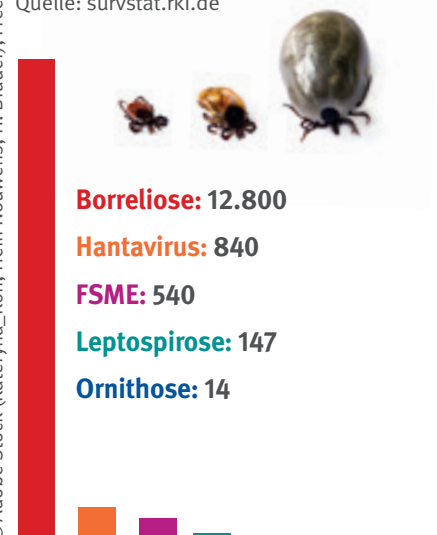 Quelle: survstat.rki.de
Borreliose: 12.800
Hantavirus: 840
FSME: 540
Leptospirose: 147
Ornithose: 14